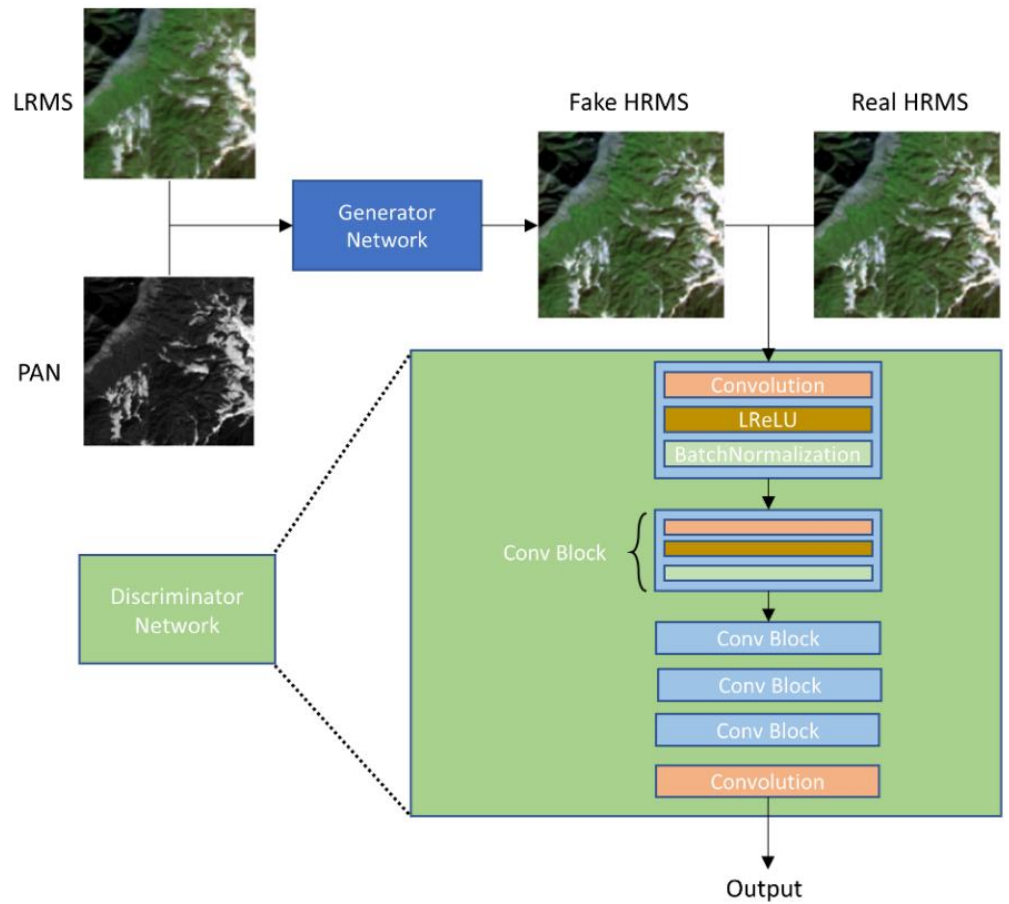 LRMS
Fake HRMS
Real HRMS
Generator
Network
PAN
Convolution
LReLU
BatchNormalization
Conv Block
Discriminator
Network
Conv Block
Conv Block
Conv Block
Convolution
Output